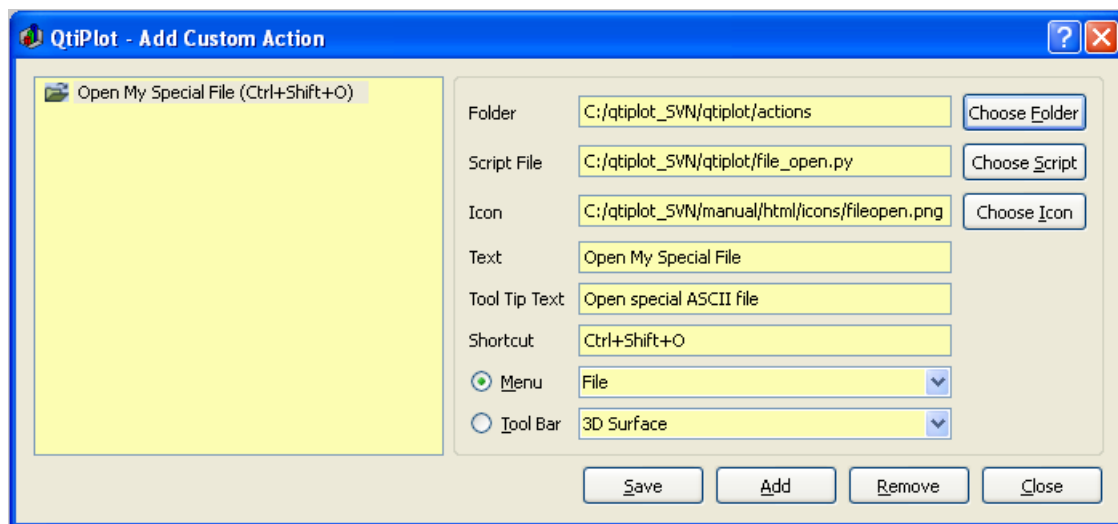 QtiPlot - Add Custom Action
Open My Special File (Ctrl+Shift+O)
Folder C:/qtiplot_SVN/qtiplot/actions Choose Folder
Script File C:/qtiplot_SVN/qtiplot/file_open.py Choose Script
Icon C:/qtiplot_SVN/manual/html/icons/fileopen.png Choose Icon
Text Open My Special File
Tool Tip Text Open special ASCII file
Shortcut Ctrl+Shift+O
Menu File
Tool Bar 3D Surface
Save Add Remove Close